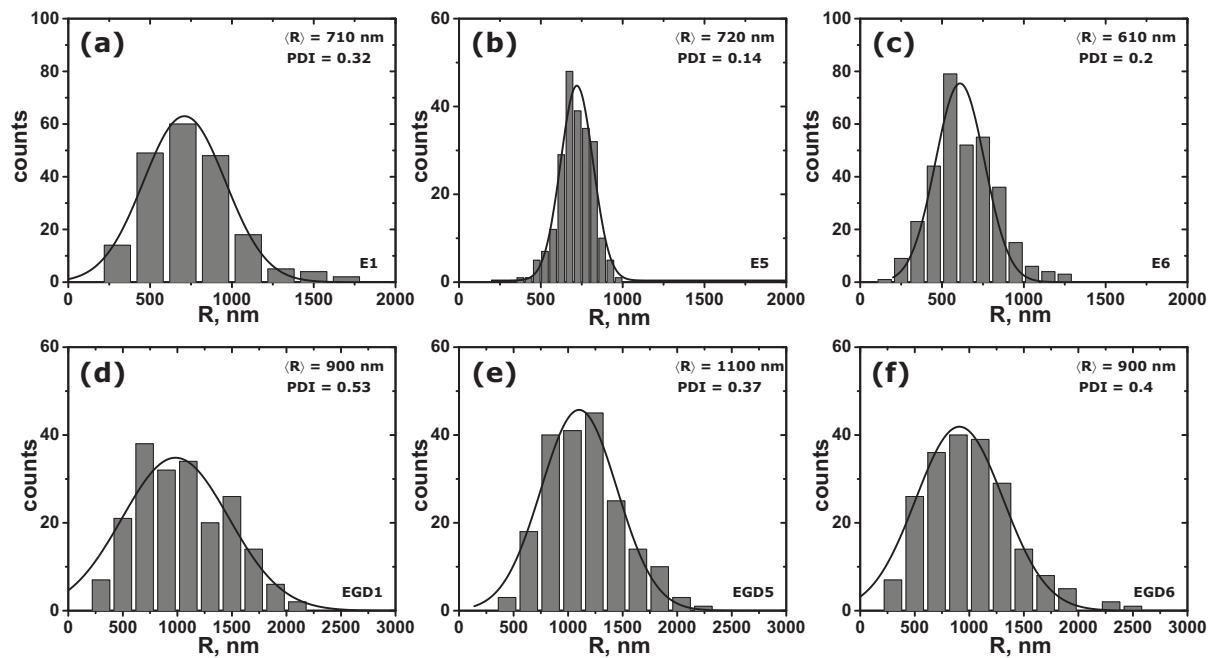 (a)
⟨R⟩ = 710 nm
PDI = 0.32
E1
counts
100
80
60
40
20
0
0 500 1000 1500 2000
R, nm
(b)
⟨R⟩ = 720 nm
PDI = 0.14
E5
counts
60
40
20
0
0 500 1000 1500 2000
R, nm
(c)
⟨R⟩ = 610 nm
PDI = 0.2
E6
counts
100
80
60
40
20
0
0 500 1000 1500 2000
R, nm
(d)
⟨R⟩ = 900 nm
PDI = 0.53
EGD1
counts
60
40
20
0
0 500 1000 1500 2000 2500 3000
R, nm
(e)
⟨R⟩ = 1100 nm
PDI = 0.37
EGD5
counts
60
40
20
0
0 500 1000 1500 2000 2500 3000
R, nm
(f)
⟨R⟩ = 900 nm
PDI = 0.4
EGD6
counts
60
40
20
0
0 500 1000 1500 2000 2500 3000
R, nm